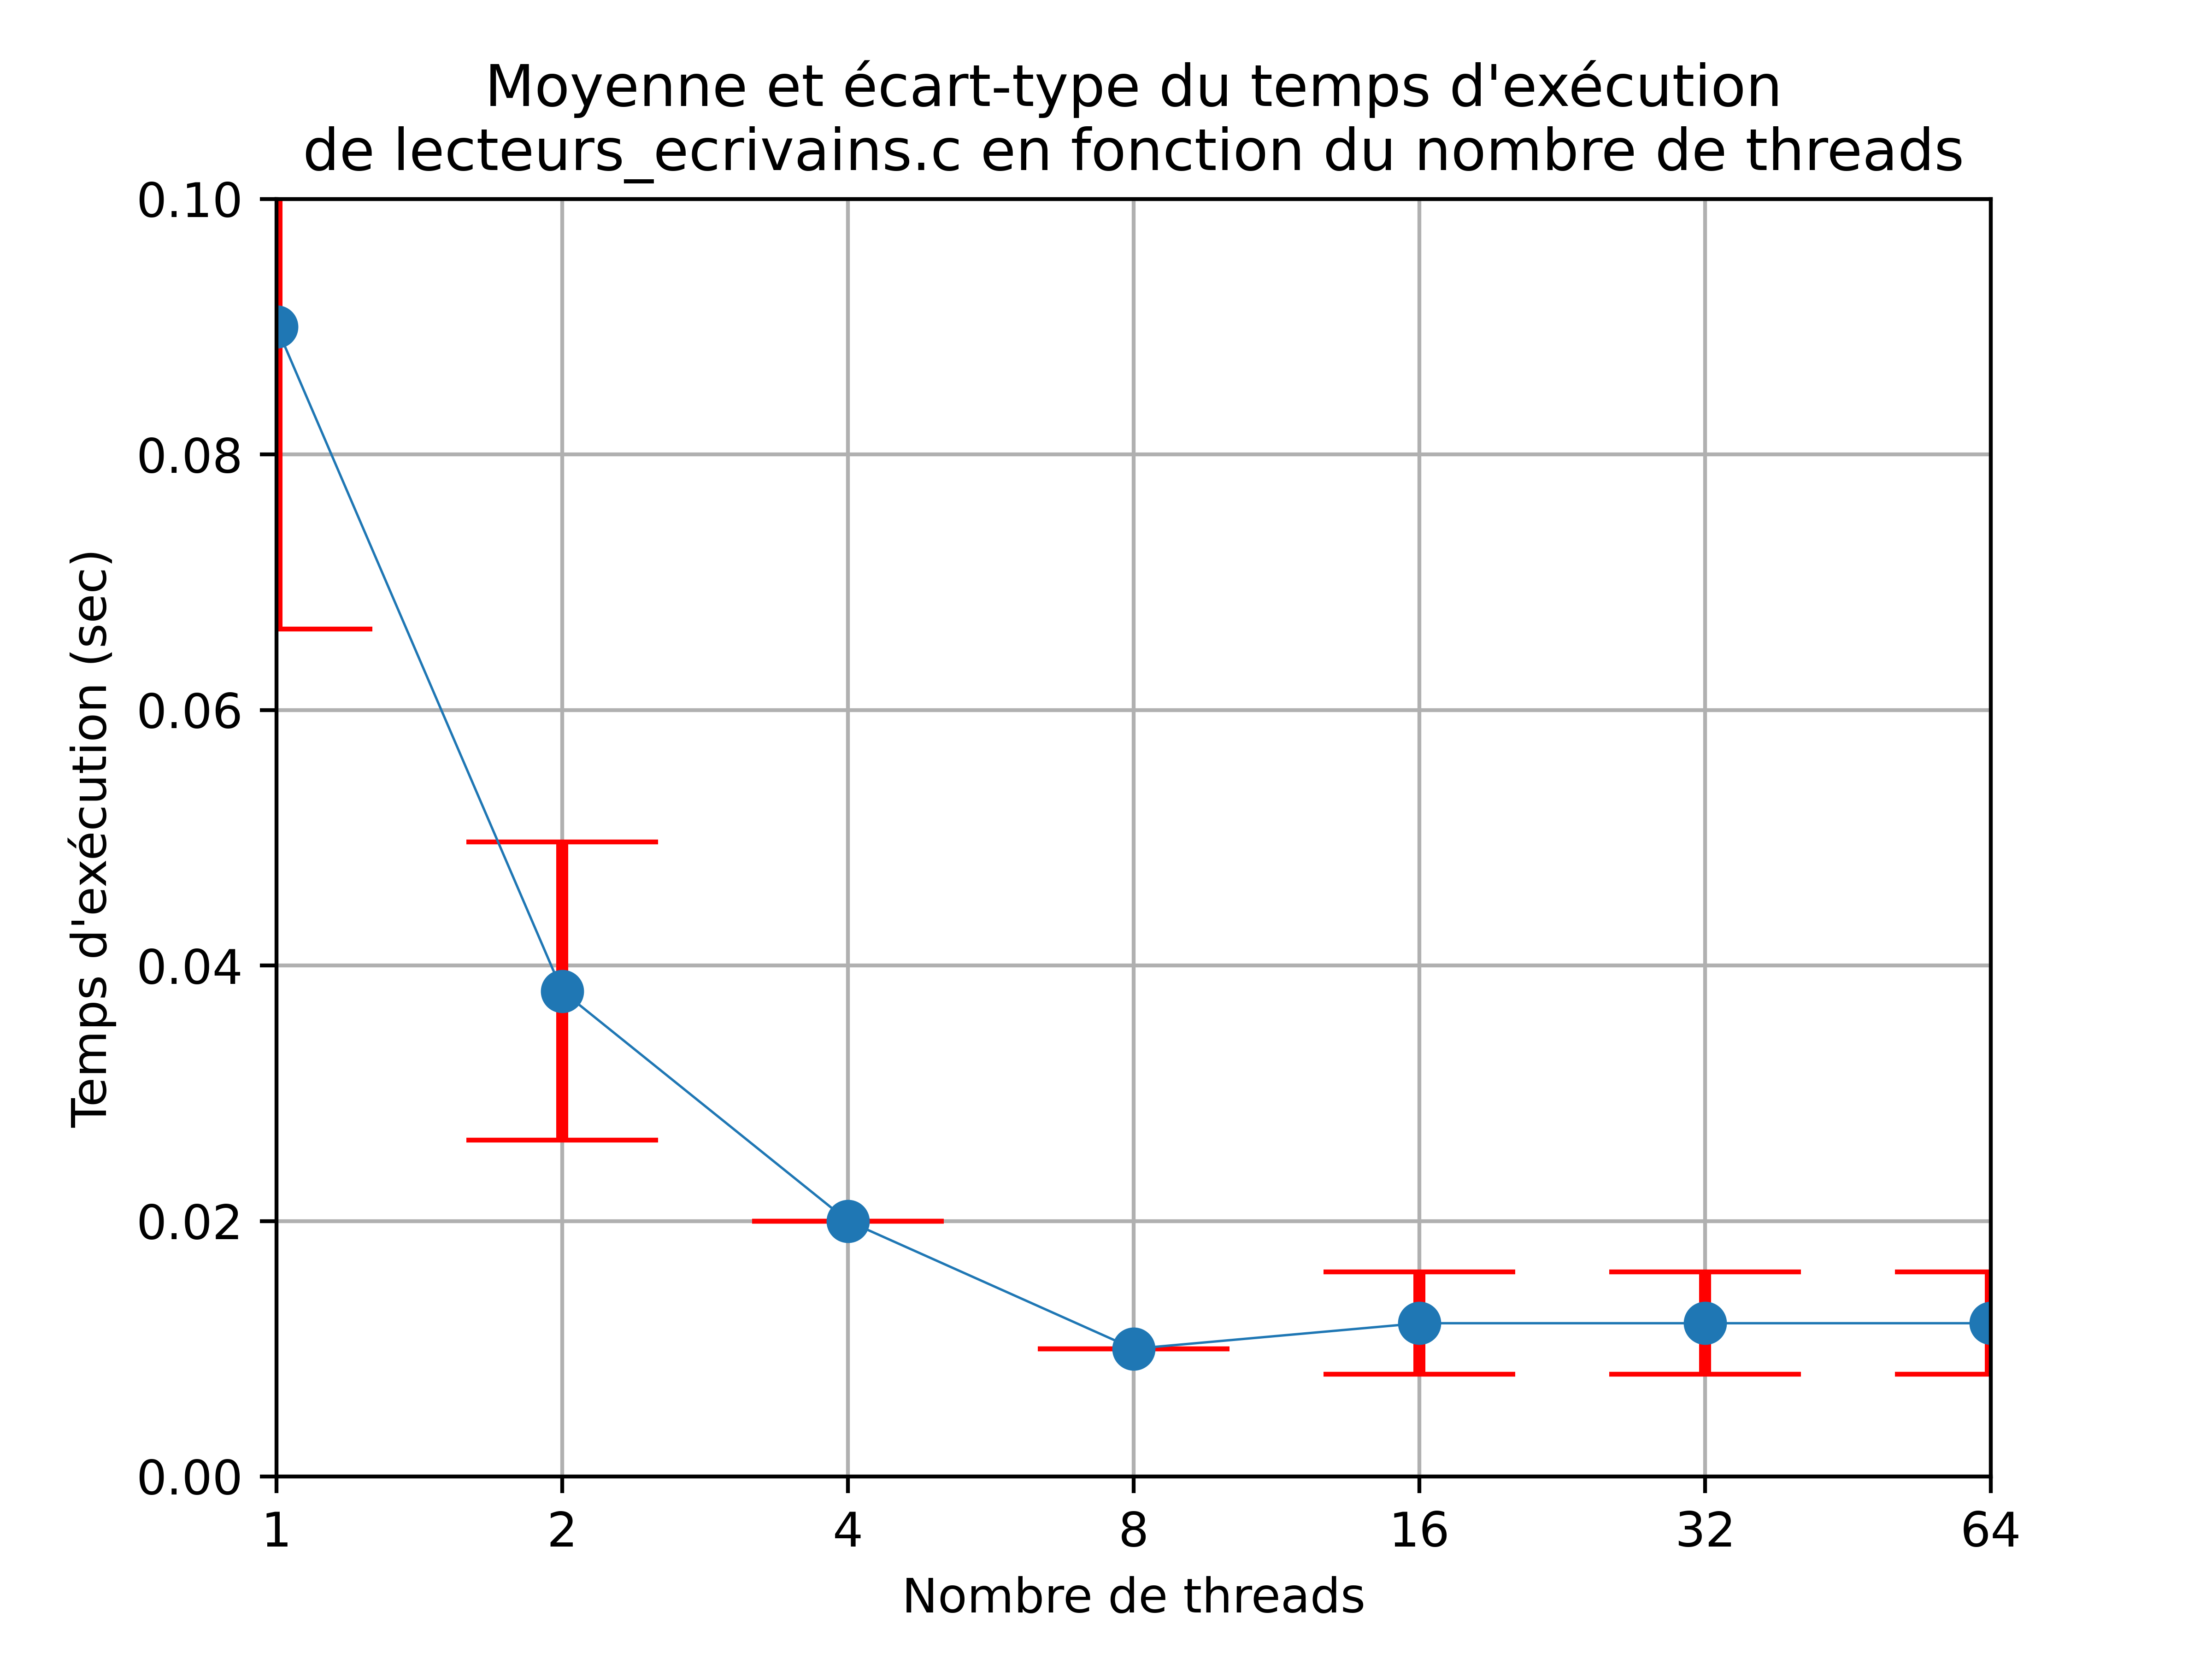 Moyenne et écart-type du temps d'exécution
de lecteurs_ecrivains.c en fonction du nombre de threads
Temps d'exécution (sec)
0.10
0.08
0.06
0.04
0.02
0.00
1 2 4 8 16 32 64
Nombre de threads